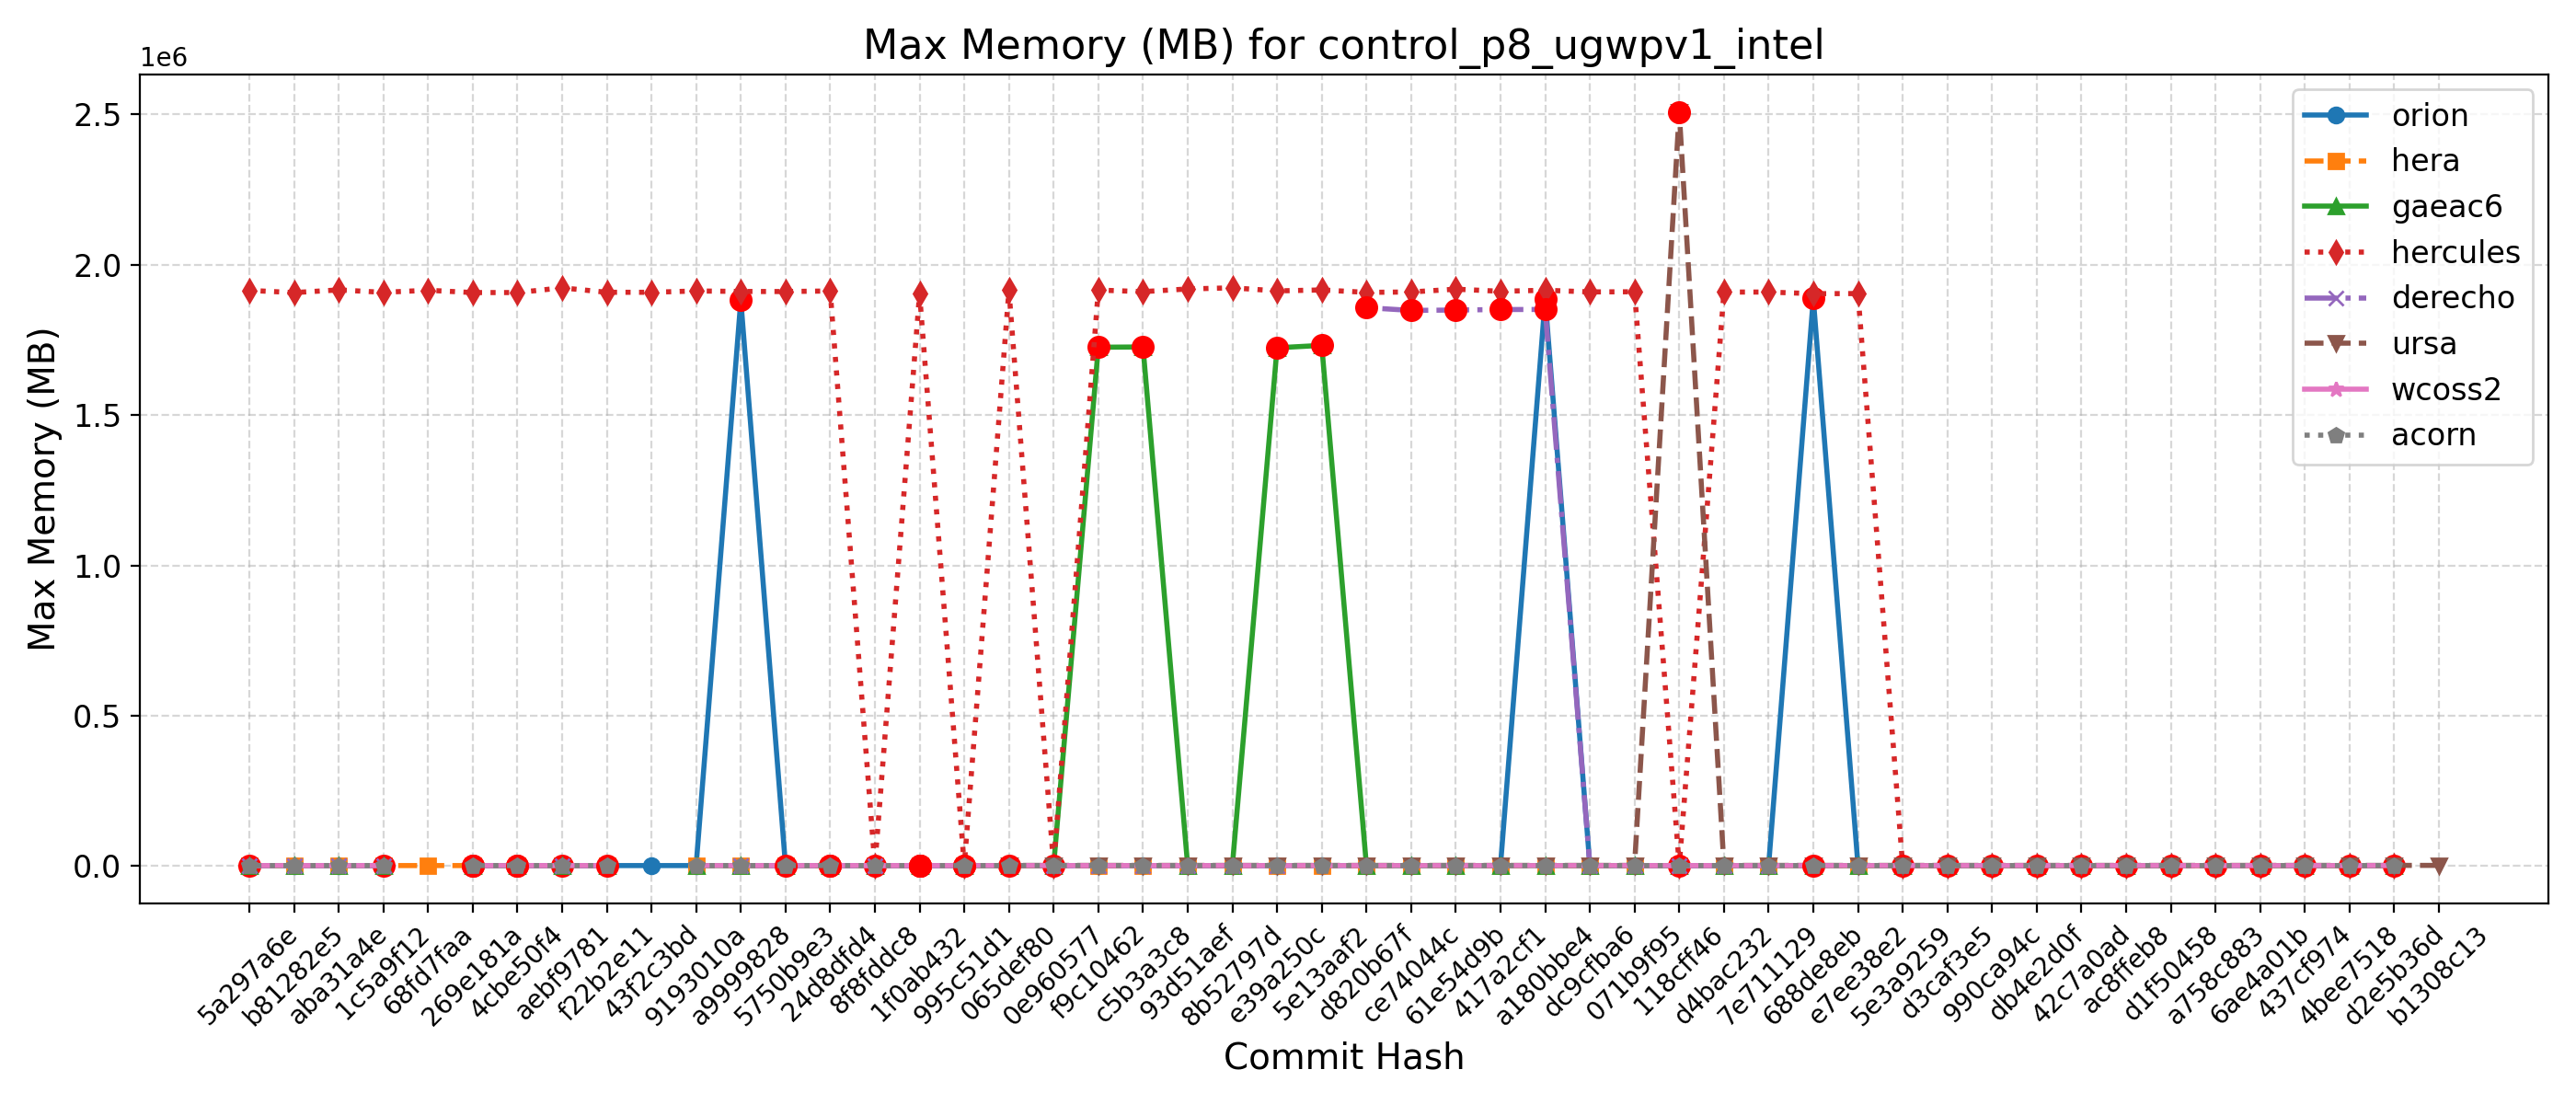 Max Memory (MB) for control_p8_ugwpv1_intel
1e6
2.5
2.0
1.5
1.0
0.5
0.0
Max Memory (MB)
orion
hera
gaeac6
hercules
derecho
ursa
wcoss2
acorn
5a297a6e
b81282e5
aba31a4e
1c5a9f12
68fd7faa
269e181a
4cbe50f4
aebf9781
f22b2e11
43f2c3bd
9193010a
a9999828
5750b9e3
24d8dfd4
8f8fddc8
1f0ab432
995c51d1
065def80
0e960577
f9c10462
c5b3a3c8
93d51aef
8b52797d
e39a250c
5e13aaf2
d820b67f
ce74044c
61e54d9b
417a2cf1
a180bbe4
dc9cfba6
071b9f95
118cff46
d4bac232
7e711129
688de8eb
e7ee38e2
5e3a9259
d3caf3e5
990ca94c
db4e2d0f
42c7a0ad
ac8ffeb8
d1f50458
a758c883
6ae4a01b
437cf974
4bee7518
d2e5b36d
b1308c13
Commit Hash